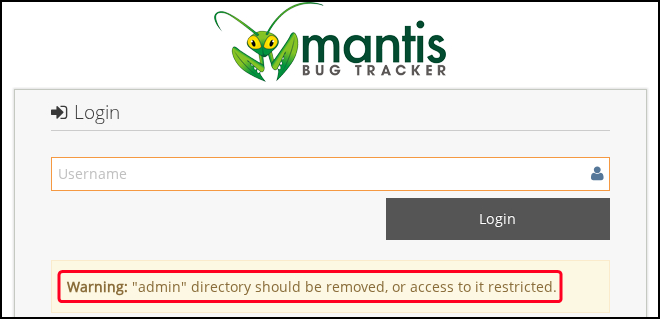 mantis
BUG TRACKER
Login
Username
Login
Warning: "admin" directory should be removed, or access to it restricted.